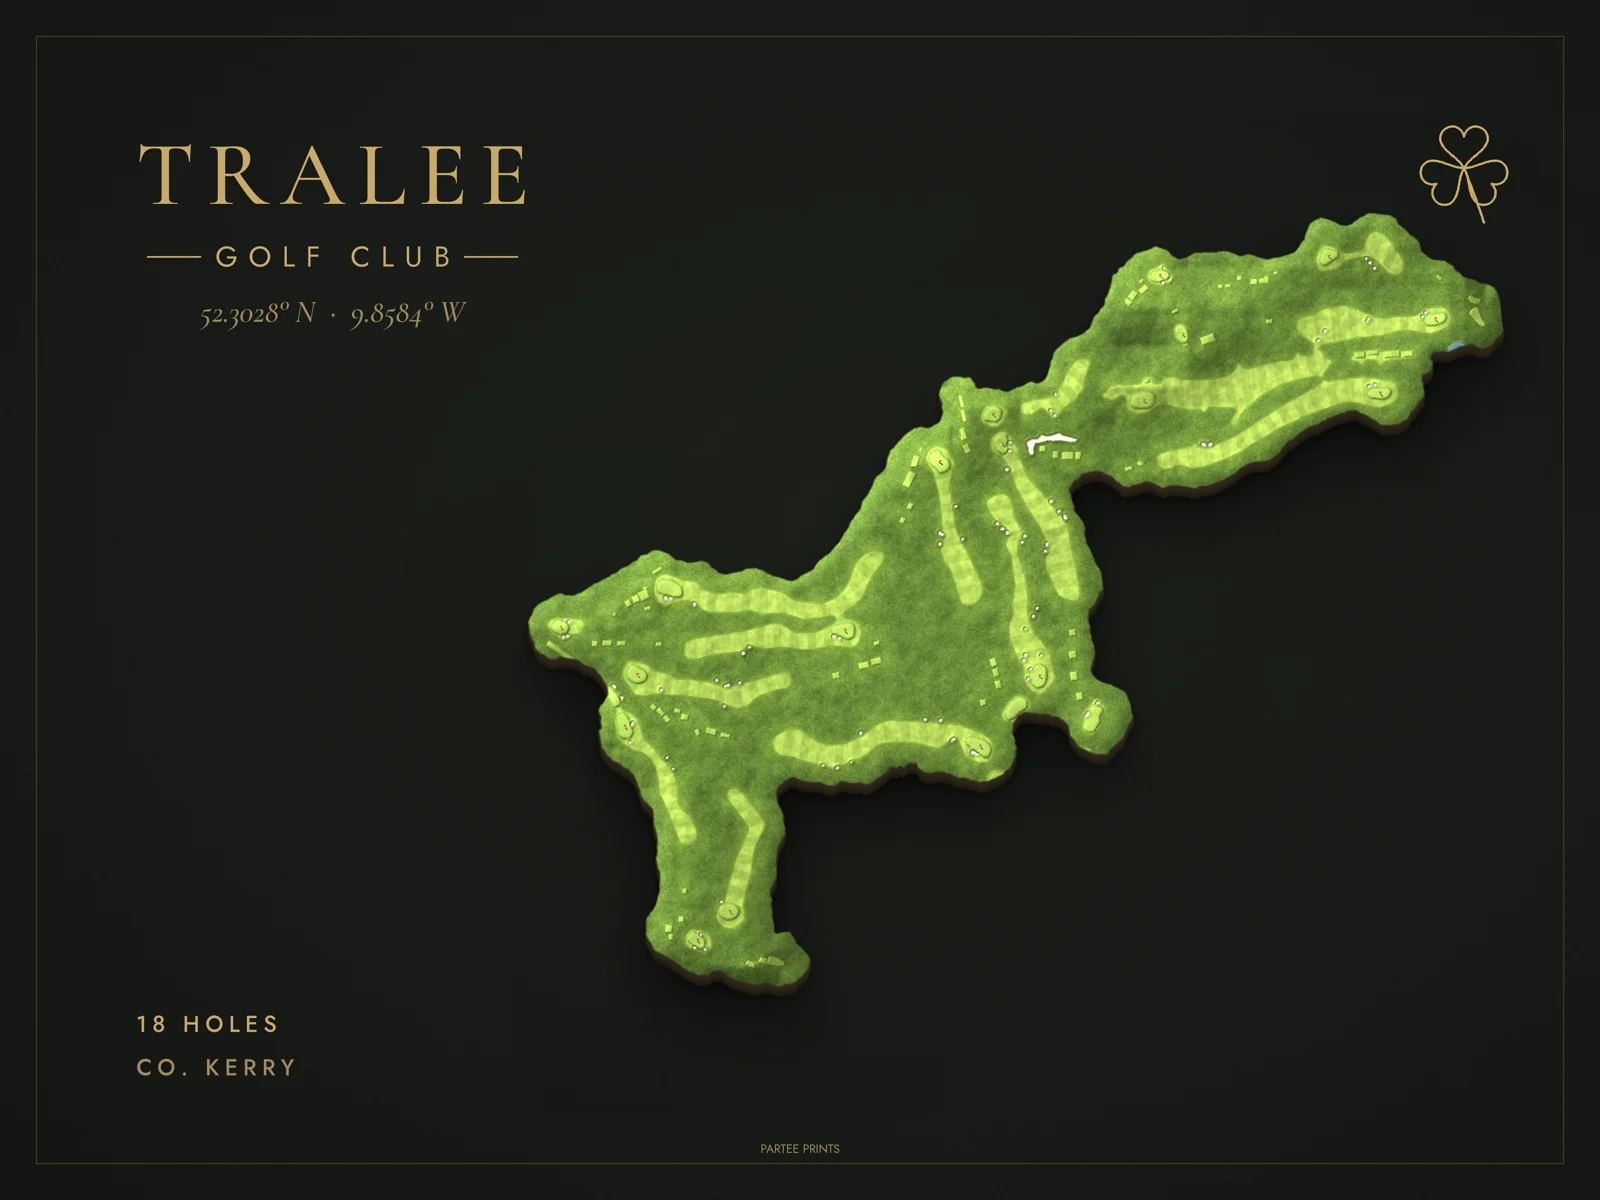 TRALEE
GOLF CLUB
52.3028° N · 9.8584° W
18 HOLES
CO. KERRY
PARTEE PRINTS